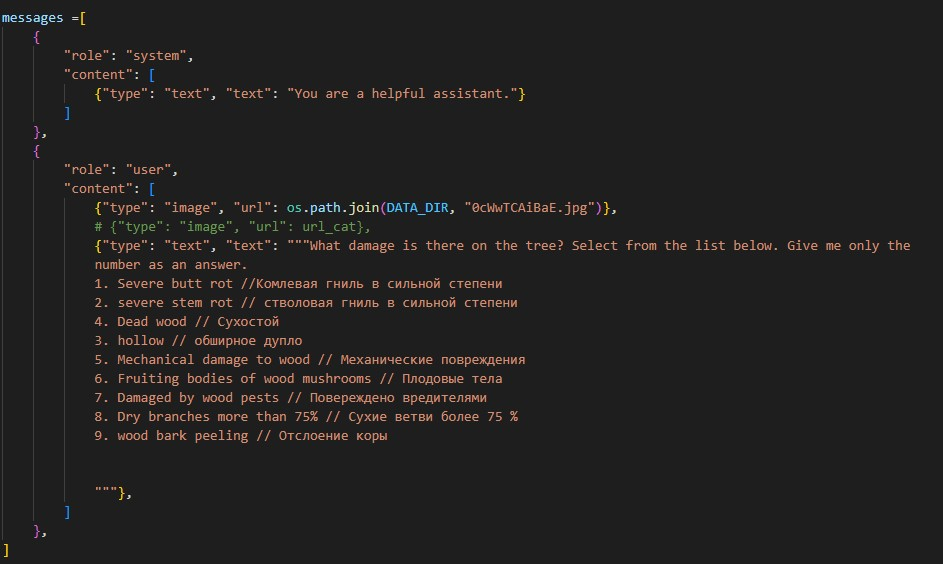 messages =[
{
"role": "system",
"content": [
{"type": "text", "text": "You are a helpful assistant."}
]
},
{
"role": "user",
"content": [
{"type": "image", "url": os.path.join(DATA_DIR, "0cWwTCAiBaE.jpg")},
# {"type": "image", "url": url_cat},
{"type": "text", "text": """What damage is there on the tree? Select from the list below. Give me only the
number as an answer.
1. Severe butt rot //Комлевая гниль в сильной степени
2. severe stem rot // стволовая гниль в сильной степени
4. Dead wood // Сухостой
3. hollow // обширное дупло
5. Mechanical damage to wood // Механические повреждения
6. Fruiting bodies of wood mushrooms // Плодовые тела
7. Damaged by wood pests // Повереждено вредителями
8. Dry branches more than 75% // Сухие ветви более 75 %
9. wood bark peeling // Отслоение коры
"""},
]
},
]